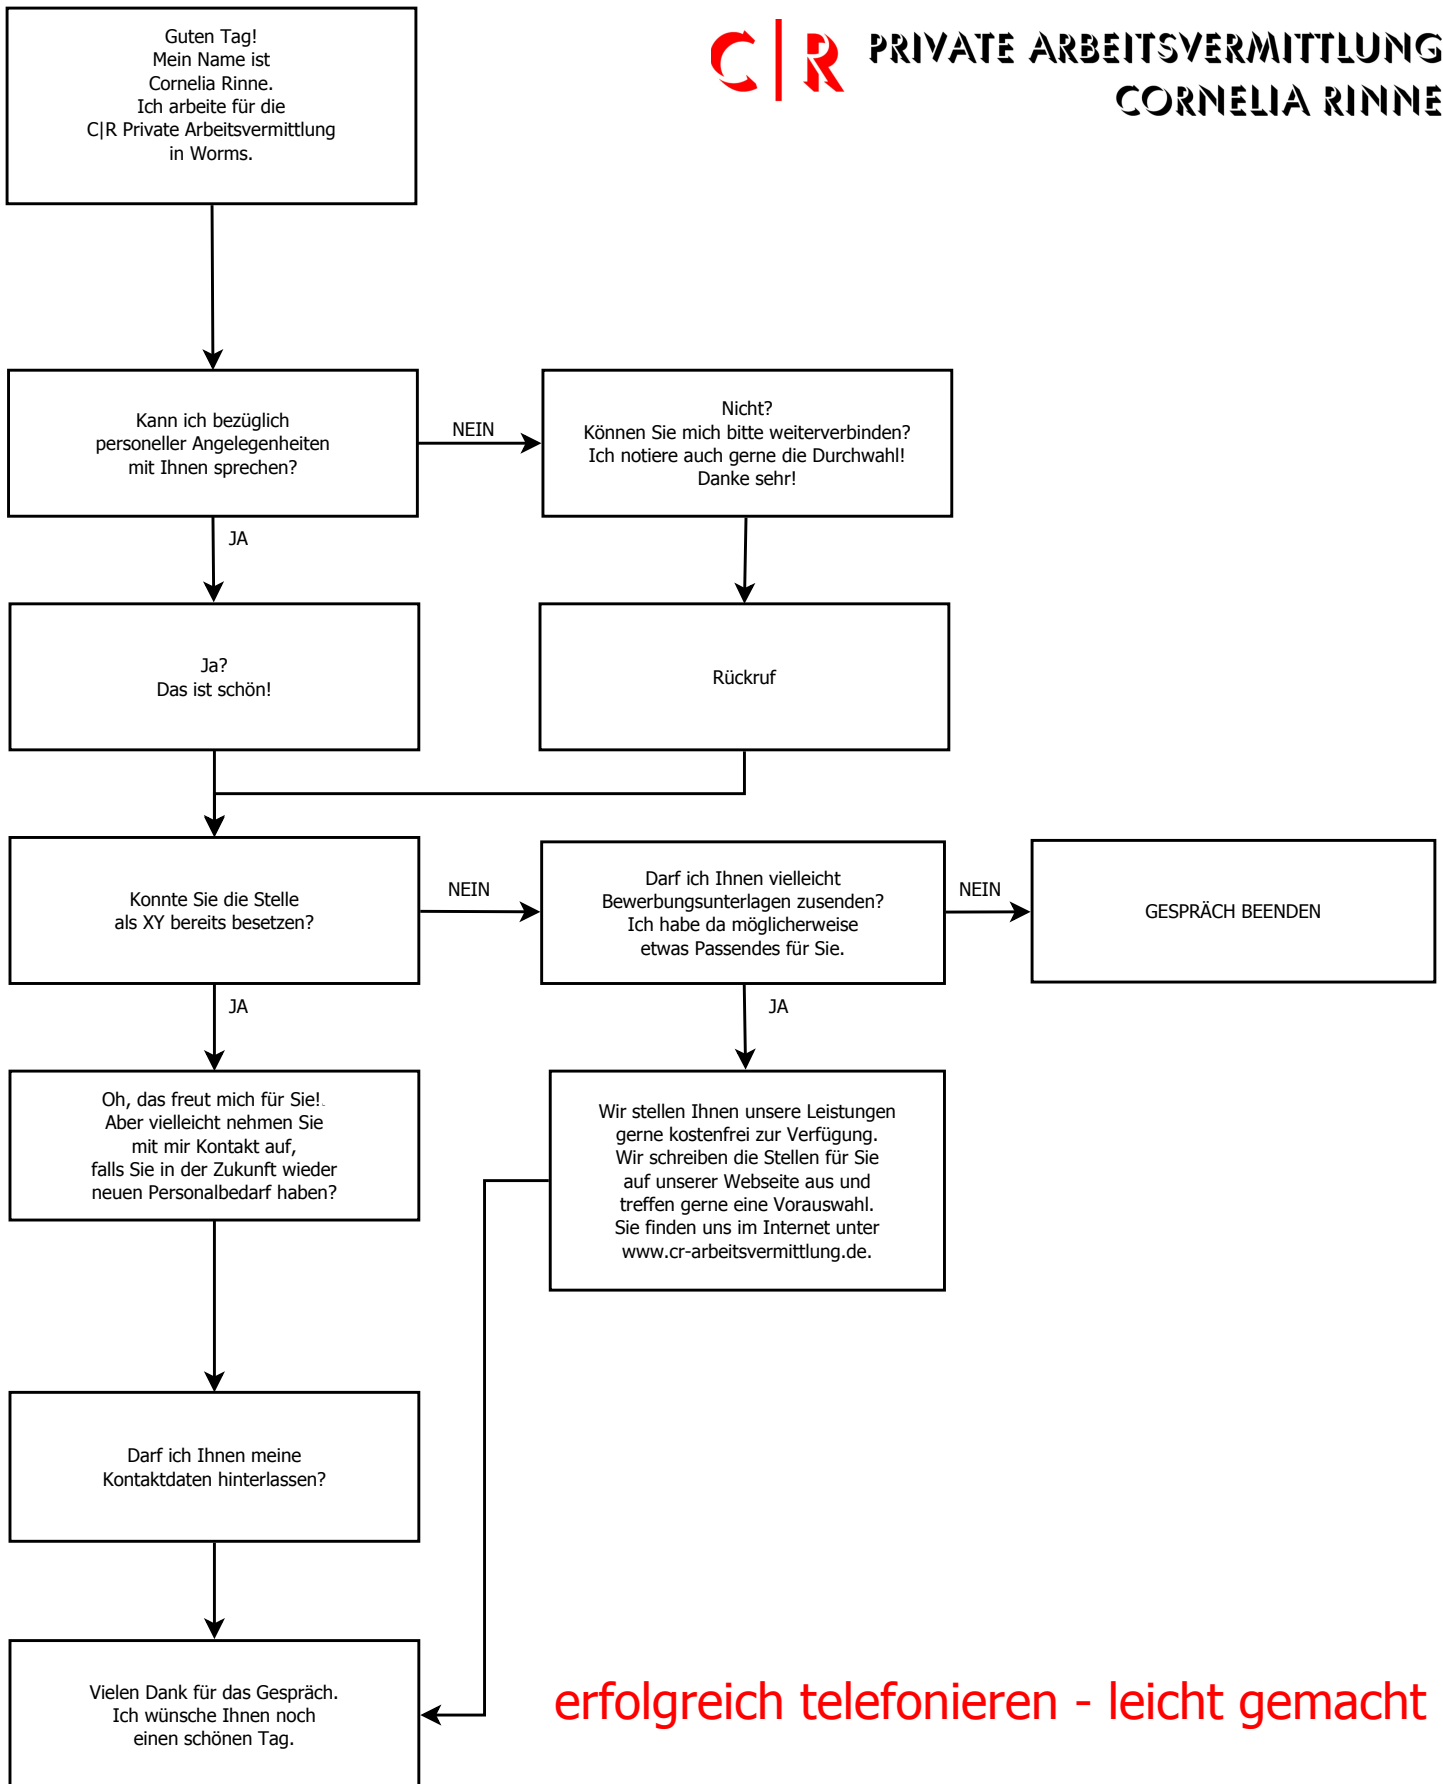 Guten Tag!
Mein Name ist
Cornelia Rinne.
Ich arbeite für die
C|R Private Arbeitsvermittlung
in Worms.
C|R PRIVATE ARBEITSVERMITTLUNG
CORNELIA RINNE
Kann ich bezüglich
personeller Angelegenheiten
mit Ihnen sprechen?
NEIN
Nicht?
Können Sie mich bitte weiterverbinden?
Ich notiere auch gerne die Durchwahl!
Danke sehr!
JA
Ja?
Das ist schön!
Rückruf
Konnte Sie die Stelle
als XY bereits besetzen?
NEIN
Darf ich Ihnen vielleicht
Bewerbungsunterlagen zusenden?
Ich habe da möglicherweise
etwas Passendes für Sie.
NEIN
GESPRÄCH BEENDEN
JA
JA
Oh, das freut mich für Sie!
Aber vielleicht nehmen Sie
mit mir Kontakt auf,
falls Sie in der Zukunft wieder
neuen Personalbedarf haben?
Wir stellen Ihnen unsere Leistungen
gerne kostenfrei zur Verfügung.
Wir schreiben die Stellen für Sie
auf unserer Webseite aus und
treffen gerne eine Vorauswahl.
Sie finden uns im Internet unter
www.cr-arbeitsvermittlung.de.
Darf ich Ihnen meine
Kontaktdaten hinterlassen?
Vielen Dank für das Gespräch.
Ich wünsche Ihnen noch
einen schönen Tag.
erfolgreich telefonieren - leicht gemacht